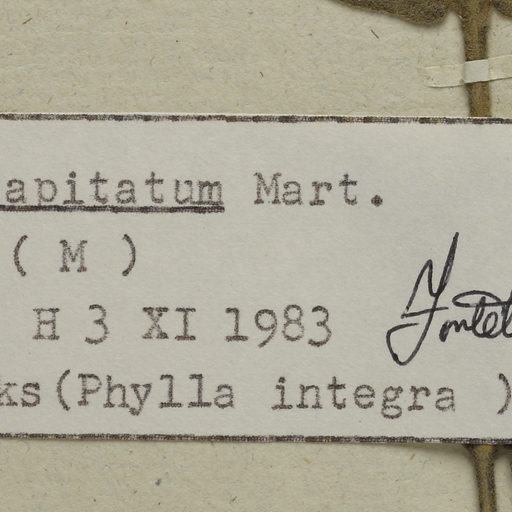 apitatum Mart.
( M )
H 3 XI 1983
ks(Phylla integra )